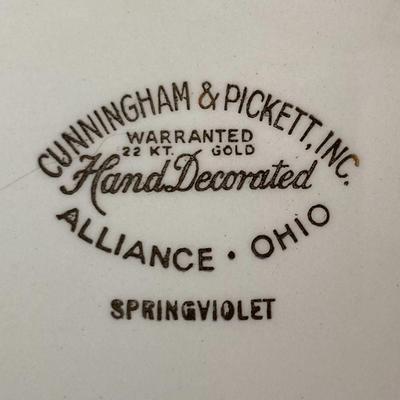 CUNNINGHAM & PICKETT, INC.
WARRANTED
22 KT. GOLD
Hand Decorated
ALLIANCE • OHIO
SPRINGVIOLET